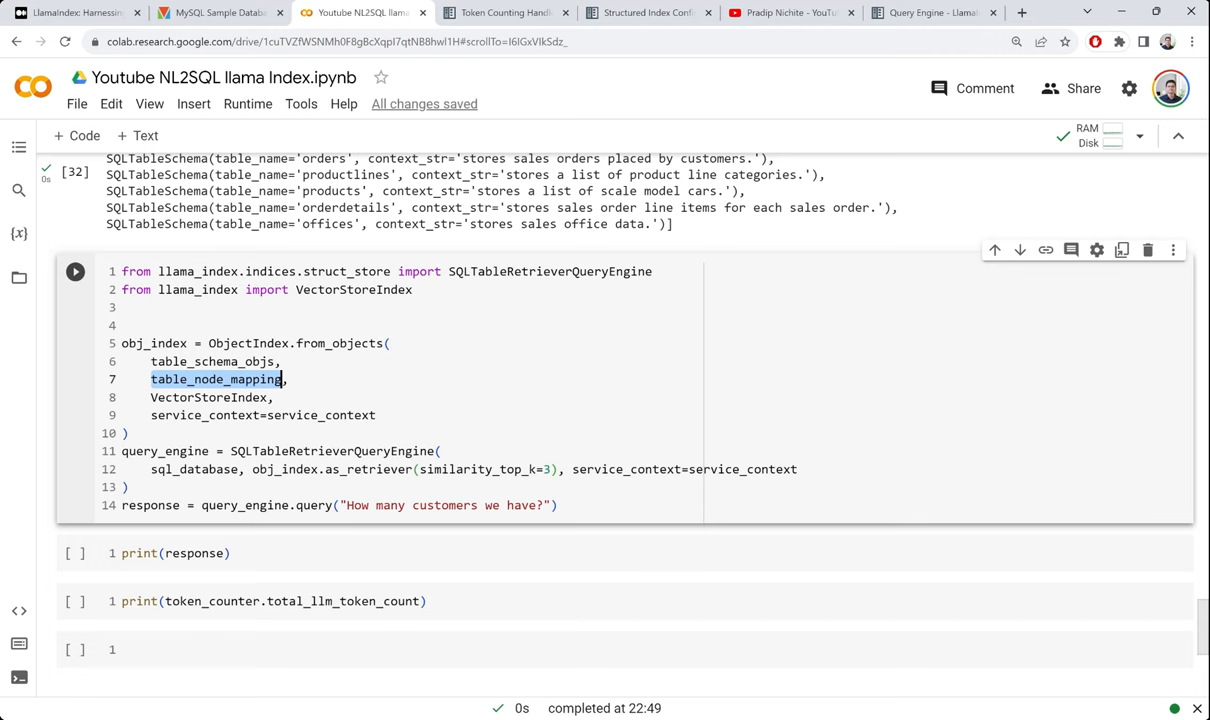 LlamaIndex: Harnessing
MySQL Sample Databa
Youtube NL2SQL llama
Token Counting Handl
Structured Index Conf
Pradip Nichite - YouTu
Query Engine - Llamal
colab.research.google.com/drive/1cuTVZfWSNMh0F8gBcXqpI7qtNB8hwl1H#scrollTo=I6lGxVIkSdz_
Youtube NL2SQL llama Index.ipynb
Comment
Share
File Edit View Insert Runtime Tools Help All changes saved
+ Code + Text
RAM
Disk
[32]
0s
SQLTableSchema(table_name='orders', context_str='stores sales orders placed by customers.'),
SQLTableSchema(table_name='productlines', context_str='stores a list of product line categories.'),
SQLTableSchema(table_name='products', context_str='stores a list of scale model cars.'),
SQLTableSchema(table_name='orderdetails', context_str='stores sales order line items for each sales order.'),
SQLTableSchema(table_name='offices', context_str='stores sales office data.')]
1 from llama_index.indices.struct_store import SQLTableRetrieverQueryEngine
2 from llama_index import VectorStoreIndex
3
4
5 obj_index = ObjectIndex.from_objects(
6 table_schema_objs,
7 table_node_mapping,
8 VectorStoreIndex,
9 service_context=service_context
10 )
11 query_engine = SQLTableRetrieverQueryEngine(
12 sql_database, obj_index.as_retriever(similarity_top_k=3), service_context=service_context
13 )
14 response = query_engine.query("How many customers we have?")
[ ] 1 print(response)
[ ] 1 print(token_counter.total_llm_token_count)
[ ] 1
0s completed at 22:49